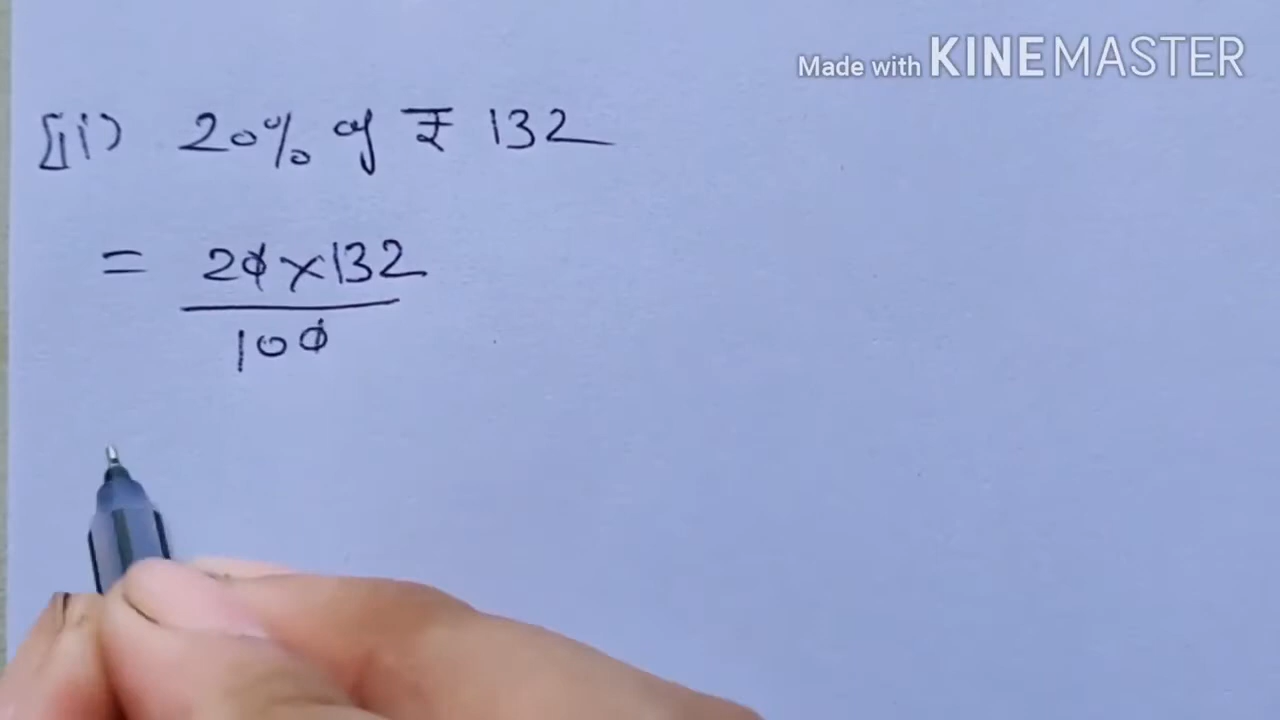 Made with KINEMASTER
(ii) 20% of ₹ 132
= 20 × 132
100